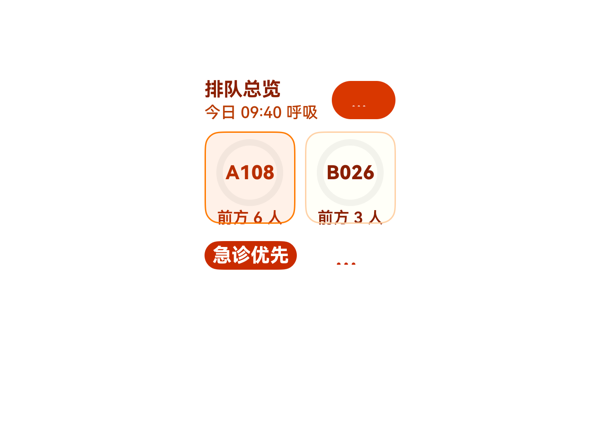 排队总览
...
今日 09:40 呼吸
A108
B026
前方 6 人
前方 3 人
急诊优先
...